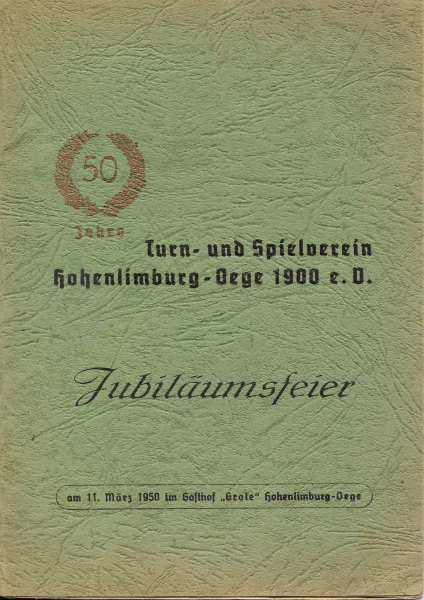 50
Jahre
Turn- und Spielverein
Hohenlimburg-Oege 1900 e.V.
Jubiläumsfeier
am 11. März 1950 im Gasthof „Grote“ Hohenlimburg-Oege